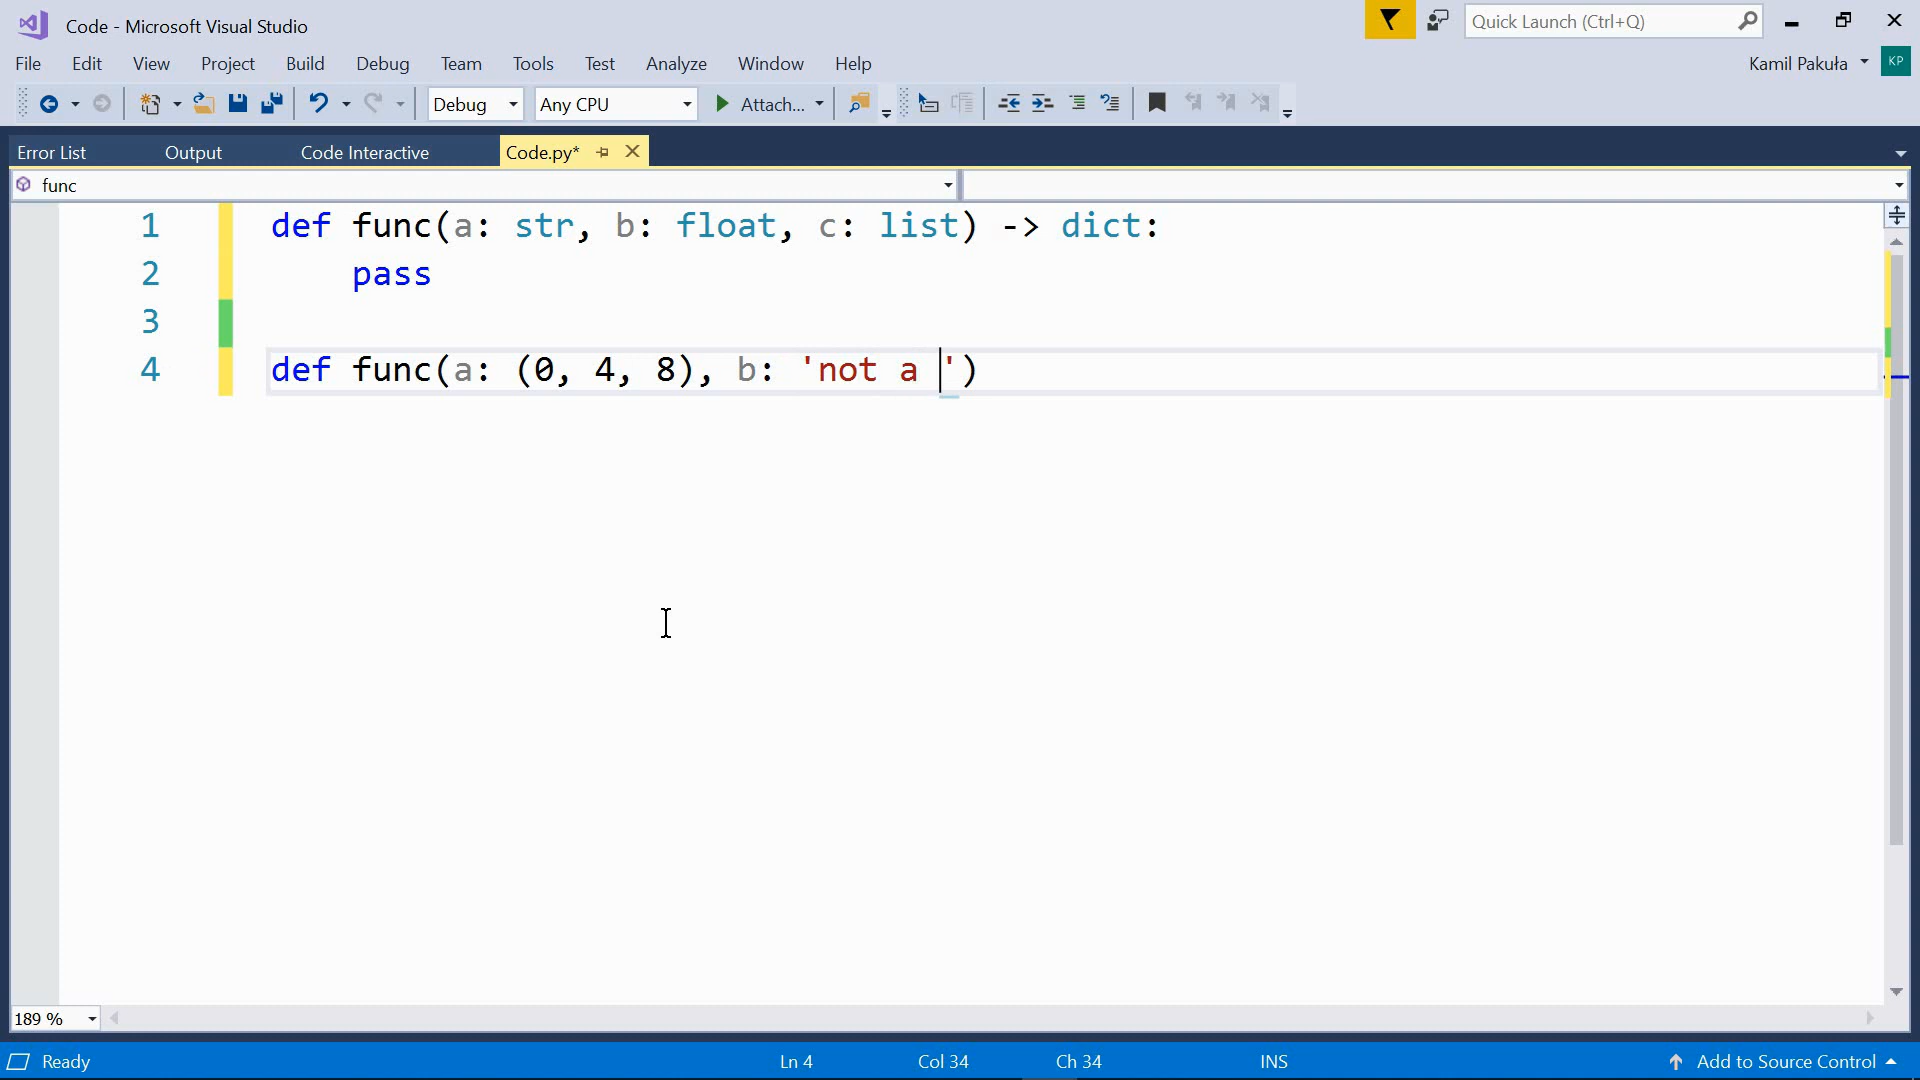 Code - Microsoft Visual Studio
Quick Launch (Ctrl+Q)
File Edit View Project Build Debug Team Tools Test Analyze Window Help
Kamil Pakuła KP
Debug Any CPU Attach...
Error List Output Code Interactive Code.py*
func
1 def func(a: str, b: float, c: list) -> dict:
2 pass
3
4 def func(a: (0, 4, 8), b: 'not a ')
189 %
Ready Ln 4 Col 34 Ch 34 INS Add to Source Control